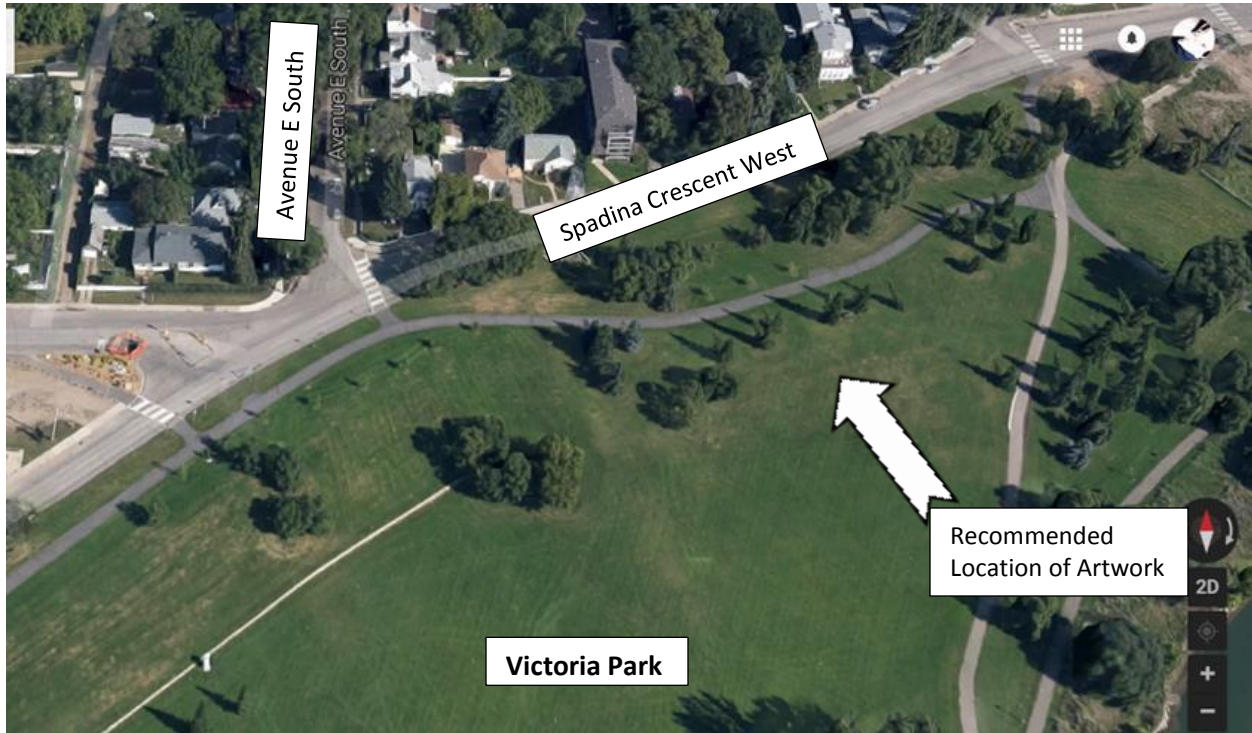 Avenue E South
Avenue E South
Spadina Crescent West
Recommended
Location of Artwork
2D
Victoria Park